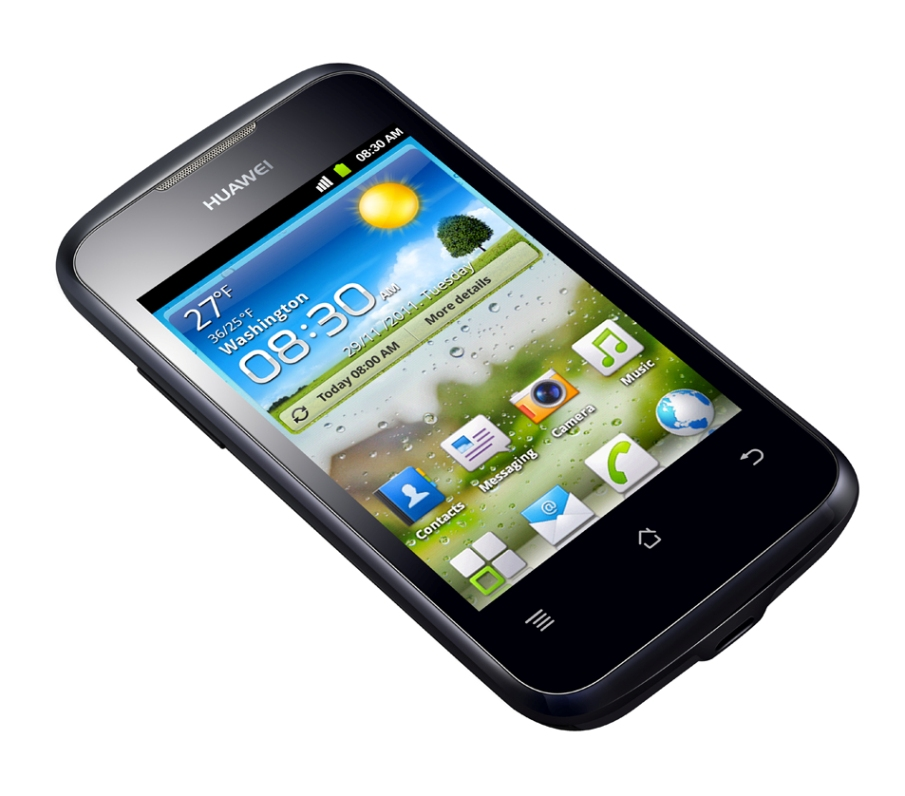 HUAWEI
08:30 AM
27°F
36/25°F
Washington
08:30 AM
29/11/2011, Tuesday
Today 08:00 AM
More details
Contacts
Messaging
Camera
Music
@